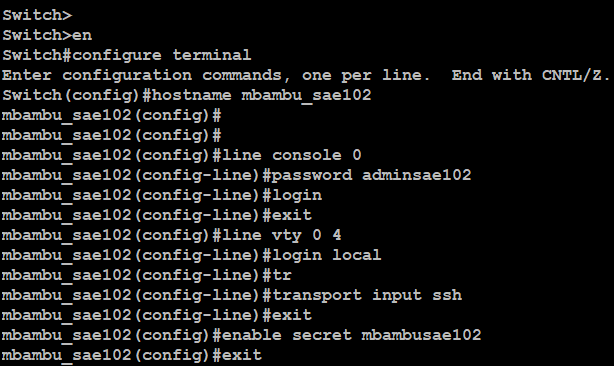 Switch>
Switch>en
Switch#configure terminal
Enter configuration commands, one per line.  End with CNTL/Z.
Switch(config)#hostname mbambu_sae102
mbambu_sae102(config)#
mbambu_sae102(config)#
mbambu_sae102(config)#line console 0
mbambu_sae102(config-line)#password adminsae102
mbambu_sae102(config-line)#login
mbambu_sae102(config-line)#exit
mbambu_sae102(config)#line vty 0 4
mbambu_sae102(config-line)#login local
mbambu_sae102(config-line)#tr
mbambu_sae102(config-line)#transport input ssh
mbambu_sae102(config-line)#exit
mbambu_sae102(config)#enable secret mbambusae102
mbambu_sae102(config)#exit